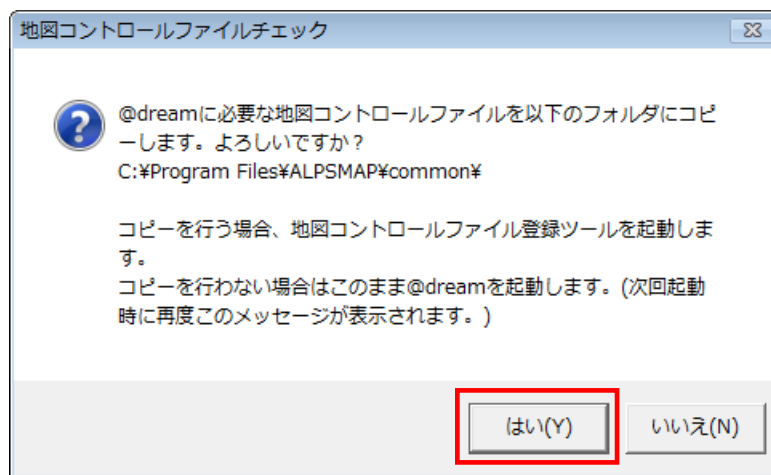 地図コントロールファイルチェック
@dreamに必要な地図コントロールファイルを以下のフォルダにコピ
ーします。よろしいですか？
C:¥Program Files¥ALPSMAP¥common¥
コピーを行う場合、地図コントロールファイル登録ツールを起動しま
す。
コピーを行わない場合はこのまま@dreamを起動します。(次回起動
時に再度このメッセージが表示されます。)
はい(Y)
いいえ(N)